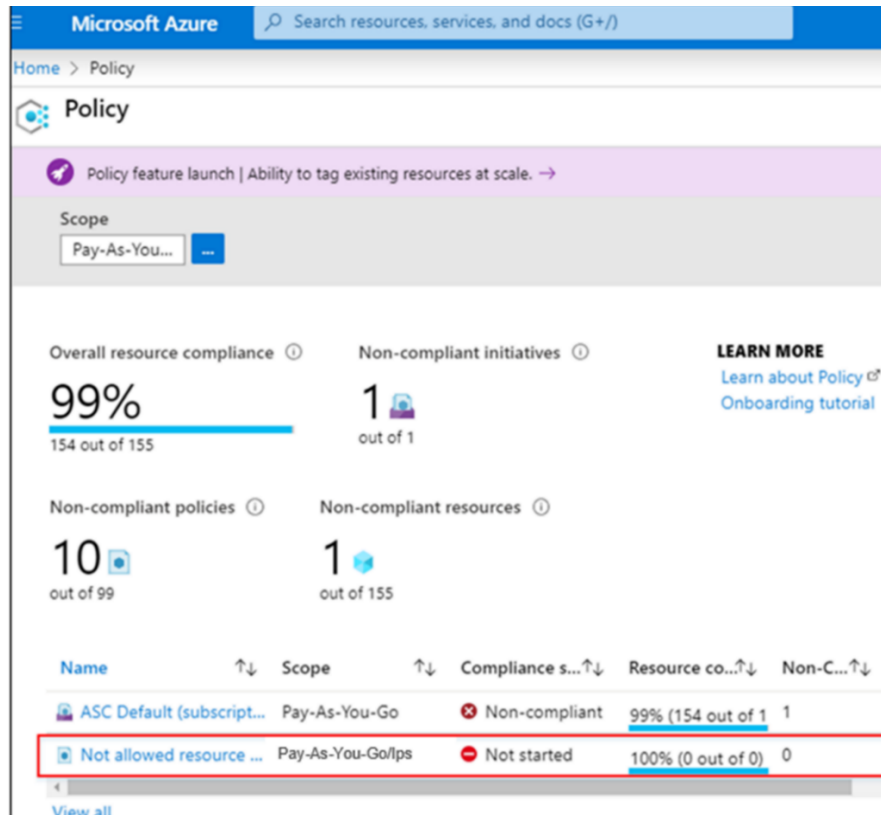 Microsoft Azure
Search resources, services, and docs (G+/)
Home > Policy
Policy
Policy feature launch | Ability to tag existing resources at scale. →
Scope
Pay-As-You... ...
Overall resource compliance
99%
154 out of 155
Non-compliant initiatives
1
out of 1
LEARN MORE
Learn about Policy
Onboarding tutorial
Non-compliant policies
10
out of 99
Non-compliant resources
1
out of 155
Name ↑↓ Scope ↑↓ Compliance s...↑↓ Resource co...↑↓ Non-C...↑↓
ASC Default (subscript... Pay-As-You-Go Non-compliant 99% (154 out of 1 1
Not allowed resource ... Pay-As-You-Go/Ips Not started 100% (0 out of 0) 0
View all